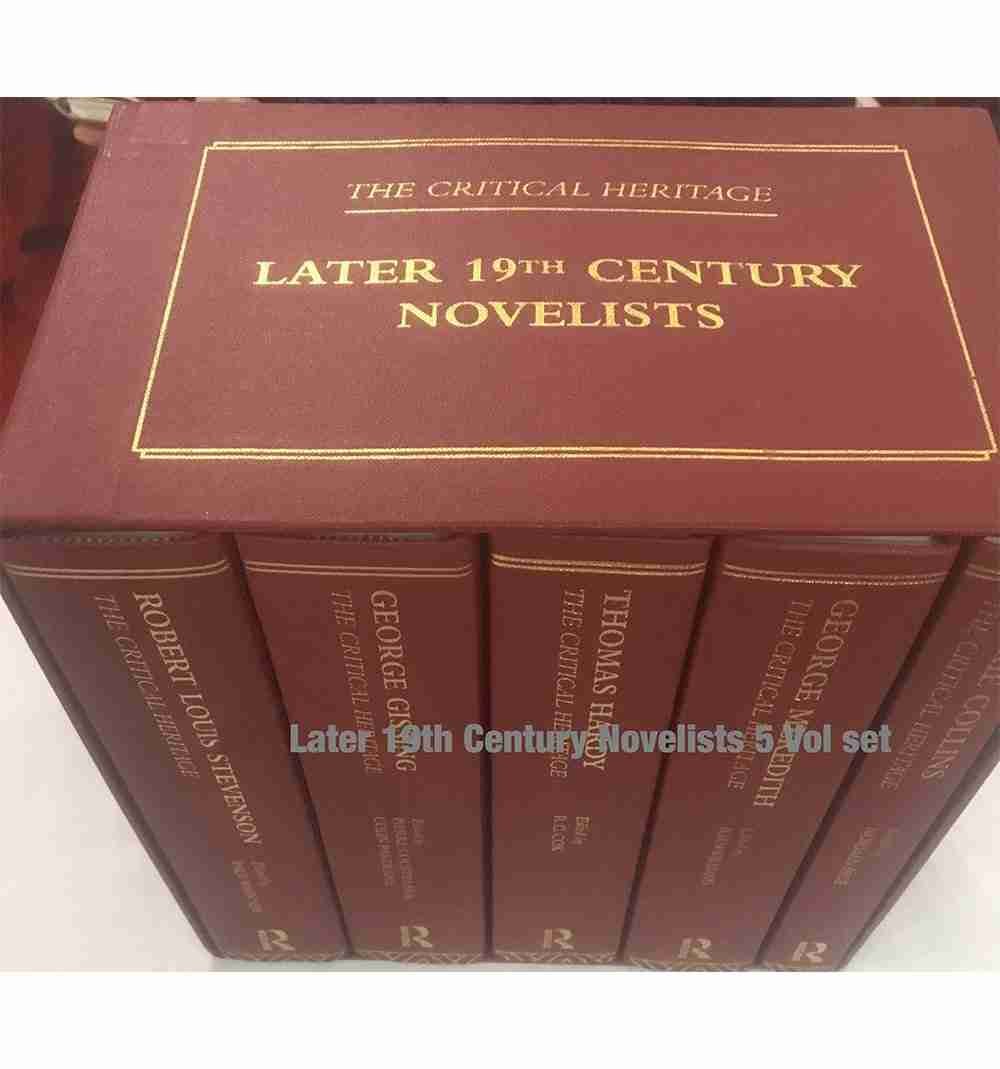 THE CRITICAL HERITAGE
LATER 19TH CENTURY
NOVELISTS
ROBERT LOUIS STEVENSON
THE CRITICAL HERITAGE
R
GEORGE GISSING
THE CRITICAL HERITAGE
R
THOMAS HARDY
THE CRITICAL HERITAGE
Edited by
R.G. COX
R
GEORGE MEREDITH
THE CRITICAL HERITAGE
R
COLLINS
THE CRITICAL HERITAGE
R
Later 19th Century Novelists 5 Vol set